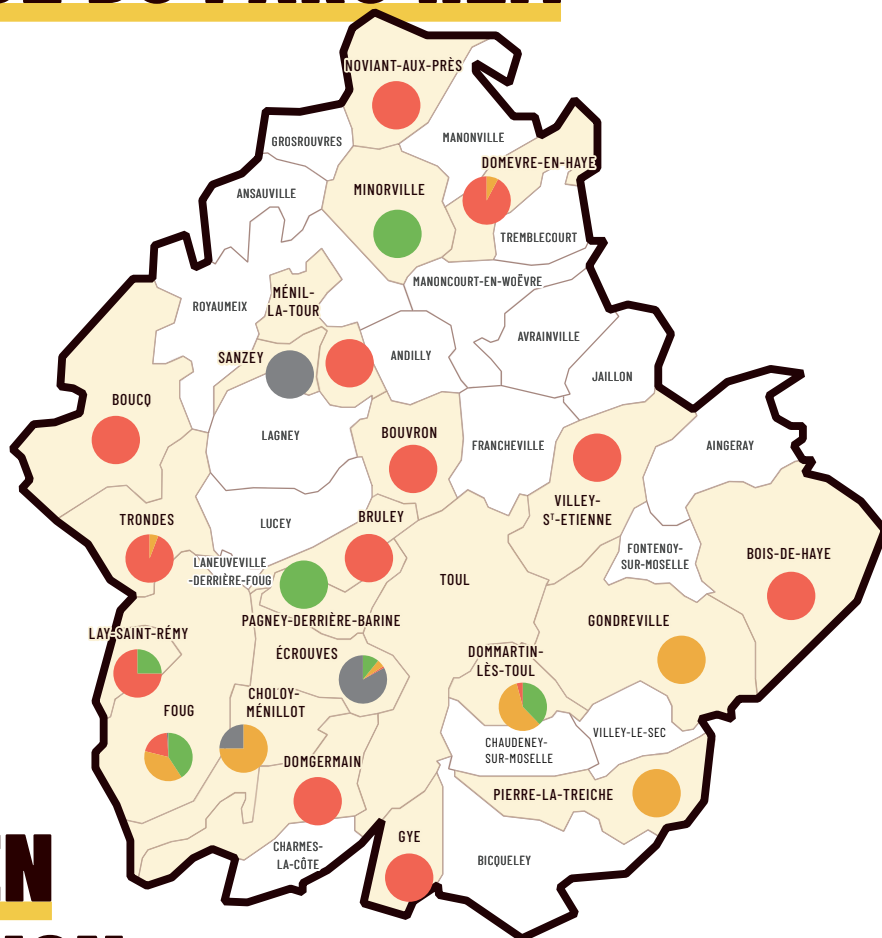 NOVIANT-AUX-PRÈS
GROSROUVRES
MANONVILLE
DOMEVRE-EN-HAYE
MINORVILLE
ANSAUVILLE
TREMBLECOURT
MANONCOURT-EN-WOËVRE
MÉNIL-
LA-TOUR
ROYAUMEIX
AVRAINVILLE
SANZEY
ANDILLY
JAILLON
BOUCQ
LAGNEY
BOUVRON
FRANCHEVILLE
AINGERAY
VILLEY-
Sᵀ-ETIENNE
TRONDES
LUCEY
BRULEY
FONTENOY-
SUR-MOSELLE
BOIS-DE-HAYE
LANEUVEVILLE
-DERRIÈRE-FOUG
TOUL
PAGNEY-DERRIÈRE-BARINE
GONDREVILLE
LAY-SAINT-RÉMY
ÉCROUVES
DOMMARTIN-
LÈS-TOUL
CHOLOY-
MÉNILLOT
FOUG
VILLEY-LE-SEC
CHAUDENEY-
SUR-MOSELLE
DOMGERMAIN
PIERRE-LA-TREICHE
GYE
CHARMES-
LA-CÔTE
BICQUELEY
EN